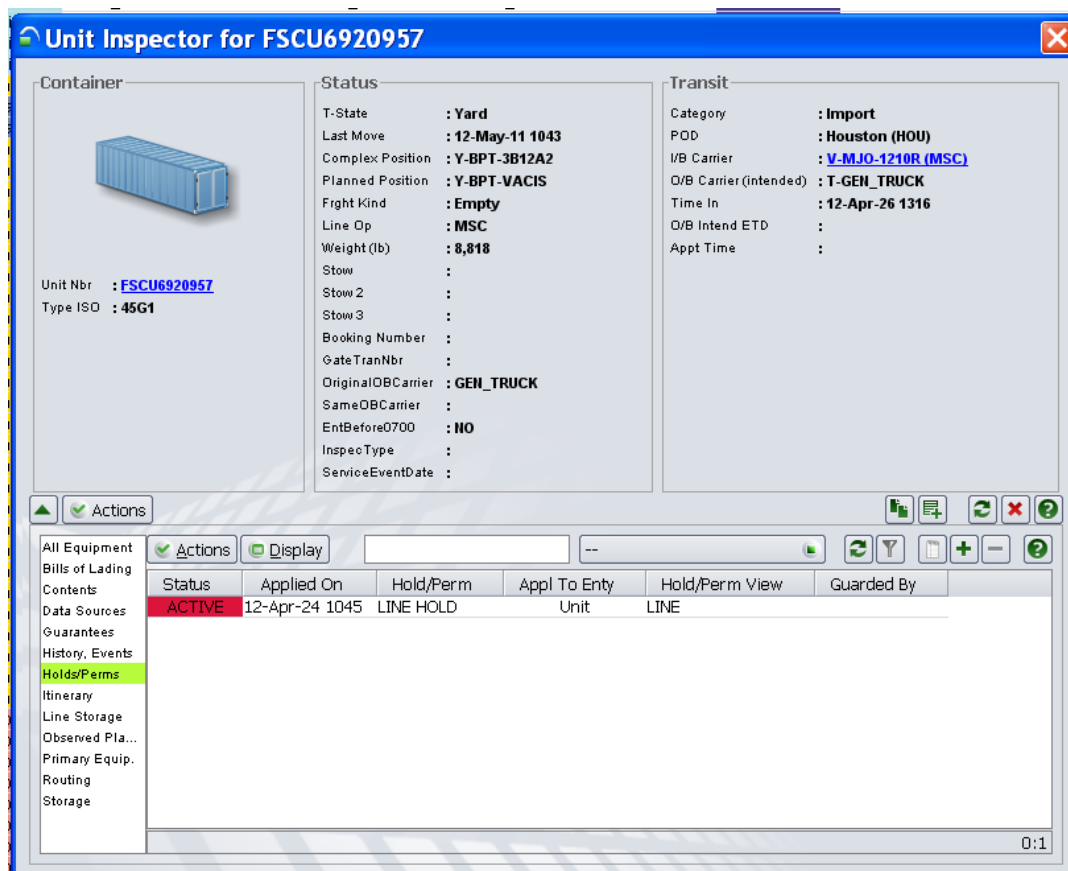 Unit Inspector for FSCU6920957
Container
Unit Nbr : FSCU6920957
Type ISO : 45G1
Status
T-State : Yard
Last Move : 12-May-11 1043
Complex Position : Y-BPT-3B12A2
Planned Position : Y-BPT-VACIS
Frght Kind : Empty
Line Op : MSC
Weight (lb) : 8,818
Stow :
Stow 2 :
Stow 3 :
Booking Number :
GateTranNbr :
OriginalOBCarrier : GEN_TRUCK
SameOBCarrier :
EntBefore0700 : NO
InspecType :
ServiceEventDate :
Transit
Category : Import
POD : Houston (HOU)
I/B Carrier : V-MJO-1210R (MSC)
O/B Carrier (intended) : T-GEN_TRUCK
Time In : 12-Apr-26 1316
O/B Intend ETD :
Appt Time :
Actions
All Equipment
Bills of Lading
Contents
Data Sources
Guarantees
History, Events
Holds/Perms
Itinerary
Line Storage
Observed Pla...
Primary Equip.
Routing
Storage
Actions Display --
Status Applied On Hold/Perm Appl To Enty Hold/Perm View Guarded By
ACTIVE 12-Apr-24 1045 LINE HOLD Unit LINE
0:1